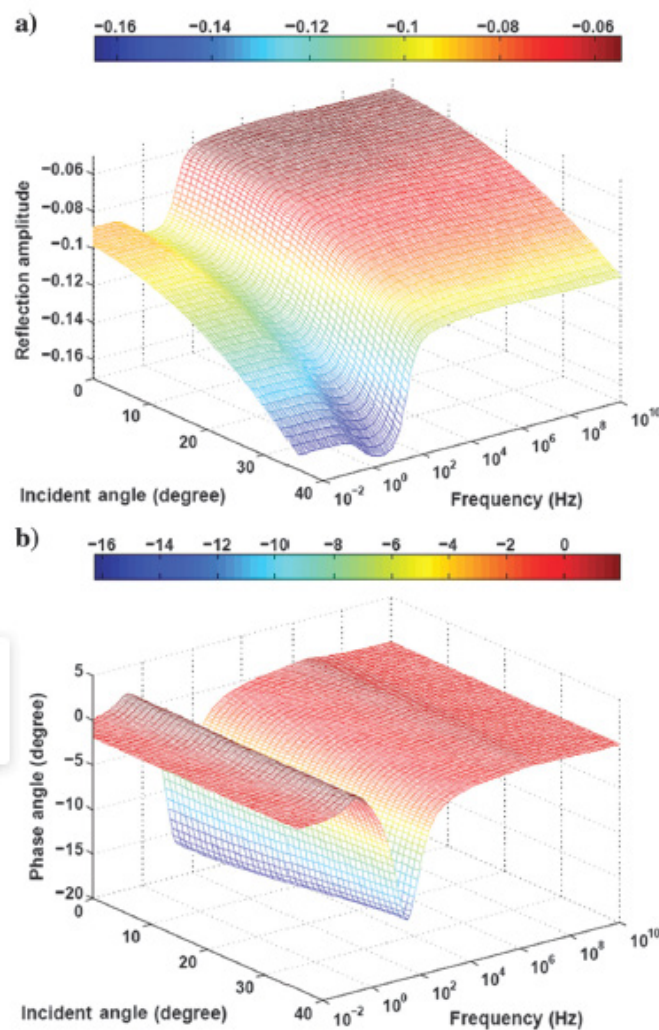 a)
−0.16 −0.14 −0.12 −0.1 −0.08 −0.06
Reflection amplitude
−0.06
−0.08
−0.1
−0.12
−0.14
−0.16
0
10
20
30
40
Incident angle (degree)
10⁻² 10⁰ 10² 10⁴ 10⁶ 10⁸ 10¹⁰
Frequency (Hz)
b)
−16 −14 −12 −10 −8 −6 −4 −2 0
Phase angle (degree)
5
0
−5
−10
−15
−20
0
10
20
30
40
Incident angle (degree)
10⁻² 10⁰ 10² 10⁴ 10⁶ 10⁸ 10¹⁰
Frequency (Hz)